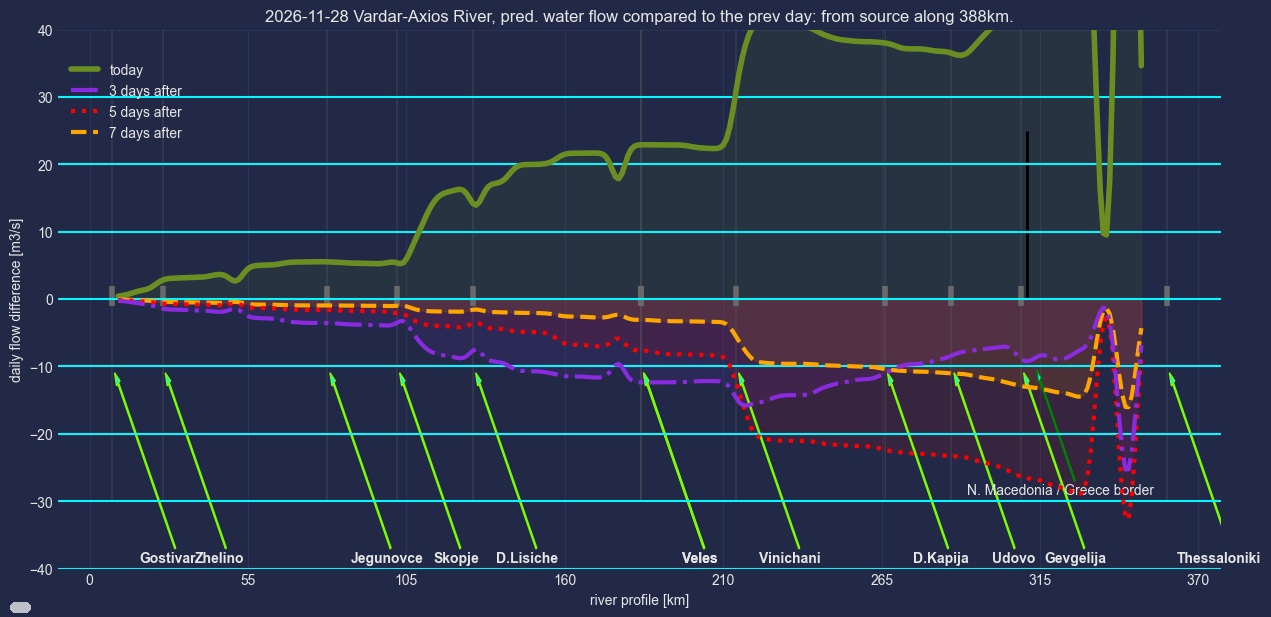 2026-11-28 Vardar-Axios River, pred. water flow compared to the prev day: from source along 388km.
daily flow difference [m3/s]
40
30
20
10
0
−10
−20
−30
−40
today
3 days after
5 days after
7 days after
N. Macedonia / Greece border
Gostivar Zhelino Jegunovce Skopje D.Lisiche Veles Vinichani D.Kapija Udovo Gevgelija Thessaloniki
0 55 105 160 210 265 315 370
river profile [km]